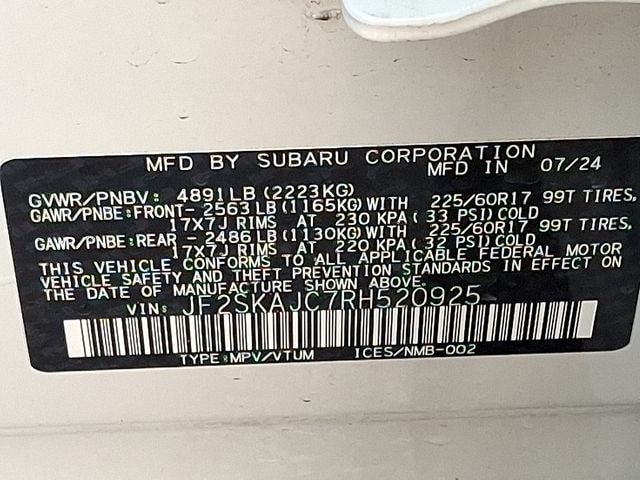 MFD BY SUBARU CORPORATION
MFD IN 07/24
GVWR/PNBV: 4891LB (2223KG)
GAWR/PNBE:FRONT- 2563LB (1165KG) WITH 225/60R17 99T TIRES,
17X7J RIMS AT 230 KPA (33 PSI) COLD
GAWR/PNBE:REAR - 2486LB (1130KG) WITH 225/60R17 99T TIRES,
17X7J RIMS AT 220 KPA (32 PSI) COLD
THIS VEHICLE CONFORMS TO ALL APPLICABLE FEDERAL MOTOR
VEHICLE SAFETY AND THEFT PREVENTION STANDARDS IN EFFECT ON
THE DATE OF MANUFACTURE SHOWN ABOVE.
VIN: JF2SKAJC7RH520925
TYPE:MPV/VTUM ICES/NMB-002